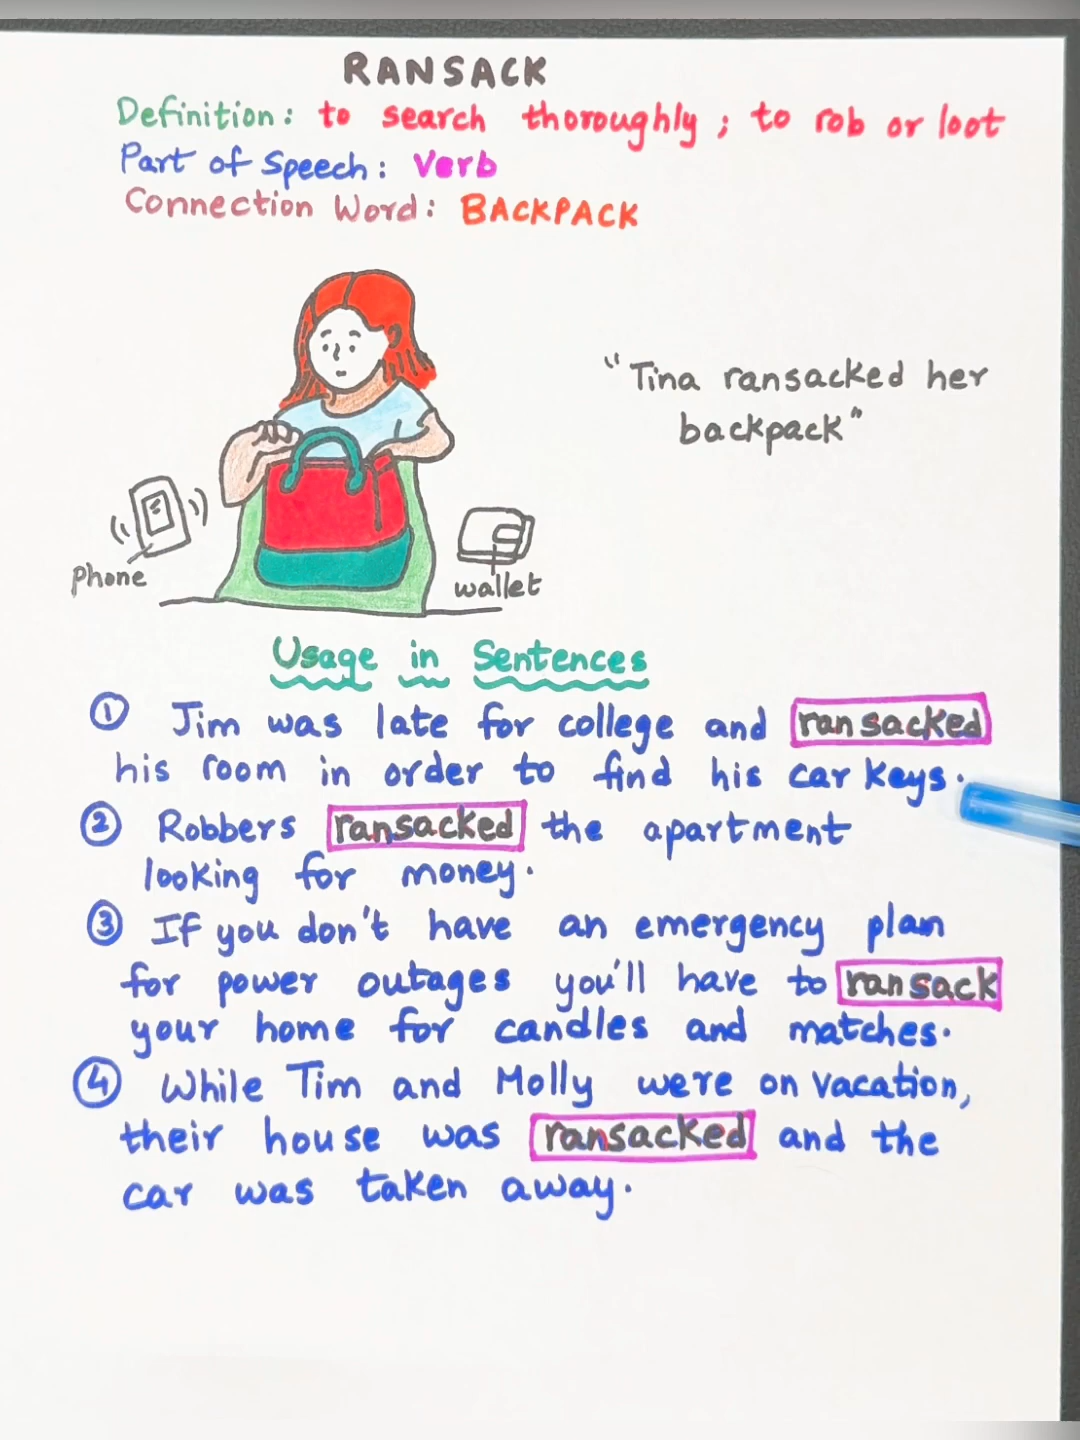 RANSACK
Definition: to search thoroughly; to rob or loot
Part of Speech: Verb
Connection Word: BACKPACK
"Tina ransacked her
backpack"
Phone
wallet
Usage in Sentences
① Jim was late for college and ransacked
his room in order to find his car keys.
② Robbers ransacked the apartment
looking for money.
③ If you don't have an emergency plan
for power outages you'll have to ransack
your home for candles and matches.
④ While Tim and Molly were on vacation,
their house was ransacked and the
car was taken away.